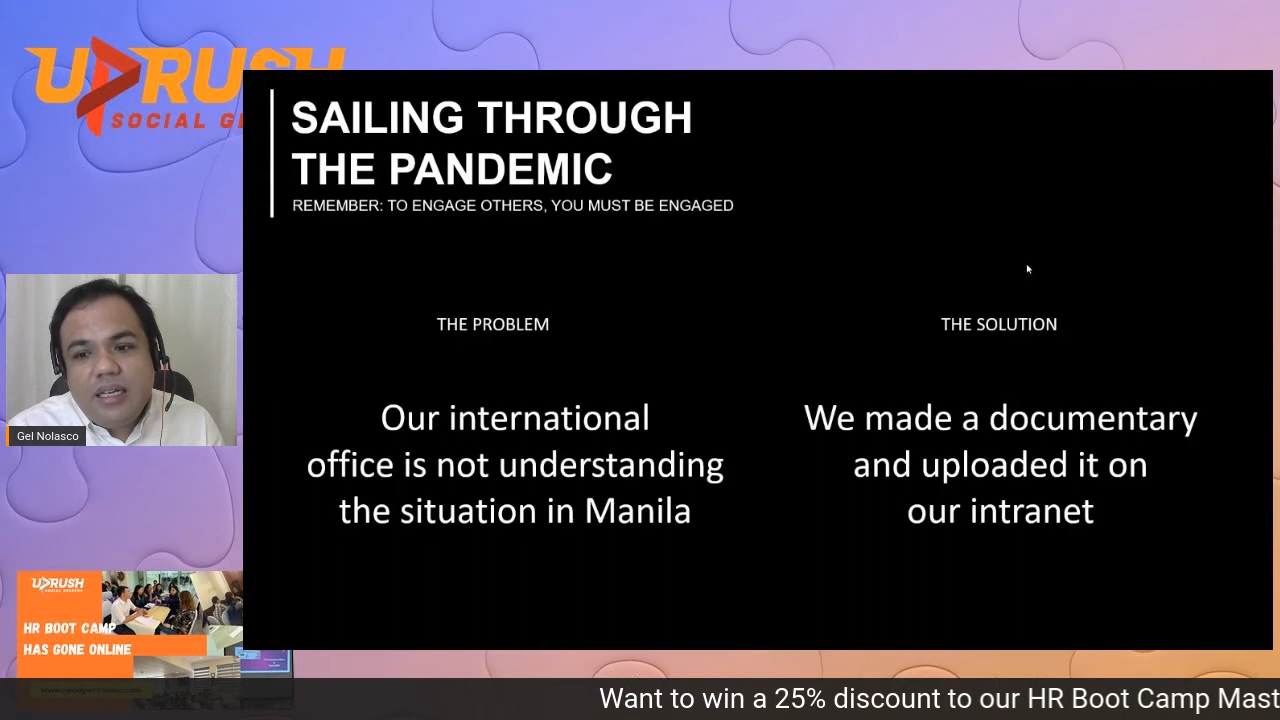 UPRUSH
SOCIAL
SAILING THROUGH
THE PANDEMIC
REMEMBER: TO ENGAGE OTHERS, YOU MUST BE ENGAGED
THE PROBLEM
THE SOLUTION
Our international
office is not understanding
the situation in Manila
We made a documentary
and uploaded it on
our intranet
Gel Nolasco
UPRUSH
HR BOOT CAMP
HAS GONE ONLINE
Want to win a 25% discount to our HR Boot Camp Mast